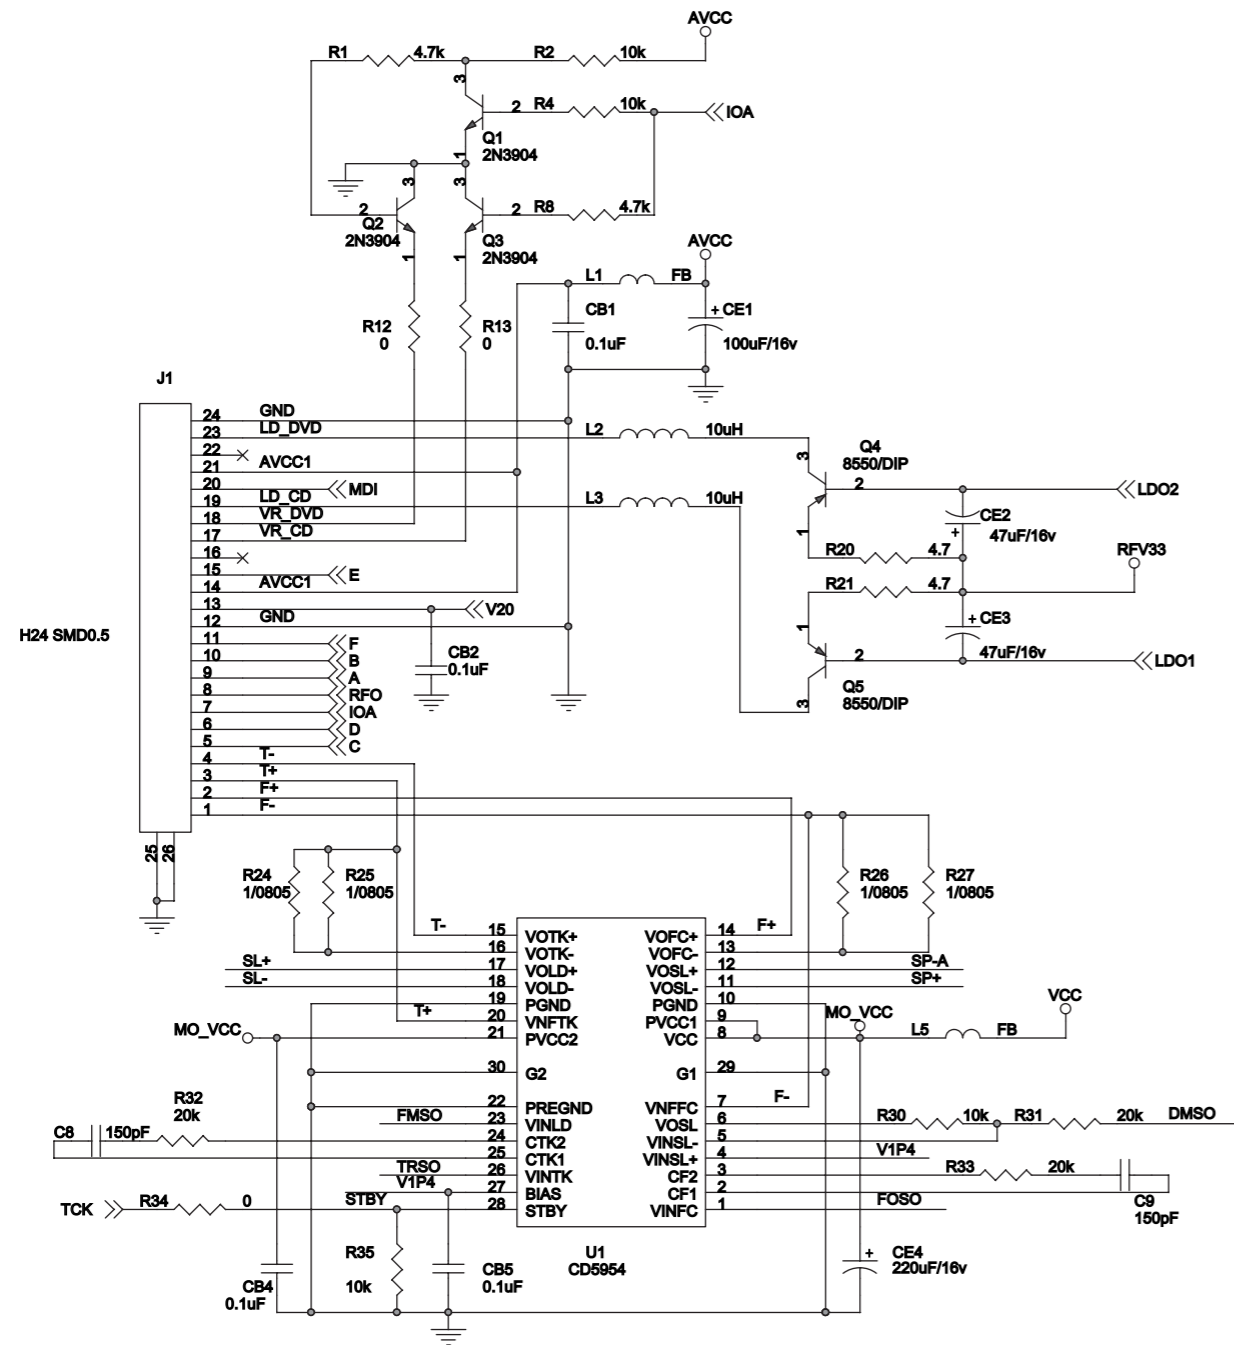 AVCC
R1 4.7k R2 10k
3
2 R4 10k IOA
Q1
2N3904
1
3 3
2 2 R8 4.7k
Q2
2N3904
Q3
2N3904
1 1
AVCC
L1 FB
CB1
0.1uF
+ CE1
100uF/16v
R12
0
R13
0
J1
H24 SMD0.5
24 GND
23 LD_DVD
22
21 AVCC1
20 MDI
19 LD_CD
18 VR_DVD
17 VR_CD
16
15 E
14 AVCC1
13 V20
12 GND
11 F
10 B
9 A
8 RFO
7 IOA
6 D
5 C
4 T-
3 T+
2 F+
1 F-
25 26
CB2
0.1uF
L2 10uH
L3 10uH
Q4
8550/DIP
3
2 LDO2
1
CE2
47uF/16v
+
R20 4.7
RFV33
R21 4.7
+ CE3
47uF/16v
1
2 LDO1
Q5
8550/DIP
3
R24
1/0805
R25
1/0805
R26
1/0805
R27
1/0805
T- 15 VOTK+ VOFC+ 14 F+
16 VOTK- VOFC- 13
SL+ 17 VOLD+ VOSL+ 12 SP-A
SL- 18 VOLD- VOSL- 11 SP+
19 PGND PGND 10
T+ 20 VNFTK PVCC1 9
MO_VCC 21 PVCC2 VCC 8 MO_VCC L5 FB VCC
30 G2 G1 29
22 PREGND VNFFC 7 F-
FMSO 23 VINLD VOSL 6 R30 10k R31 20k DMSO
24 CTK2 VINSL- 5
25 CTK1 VINSL+ 4 V1P4
TRSO 26 VINTK CF2 3 R33 20k
V1P4 27 BIAS CF1 2
STBY 28 STBY VINFC 1 FOSO
R32
20k
C8 150pF
C9
150pF
TCK R34 0
R35
10k
CB4
0.1uF
CB5
0.1uF
U1
CD5954
+ CE4
220uF/16v